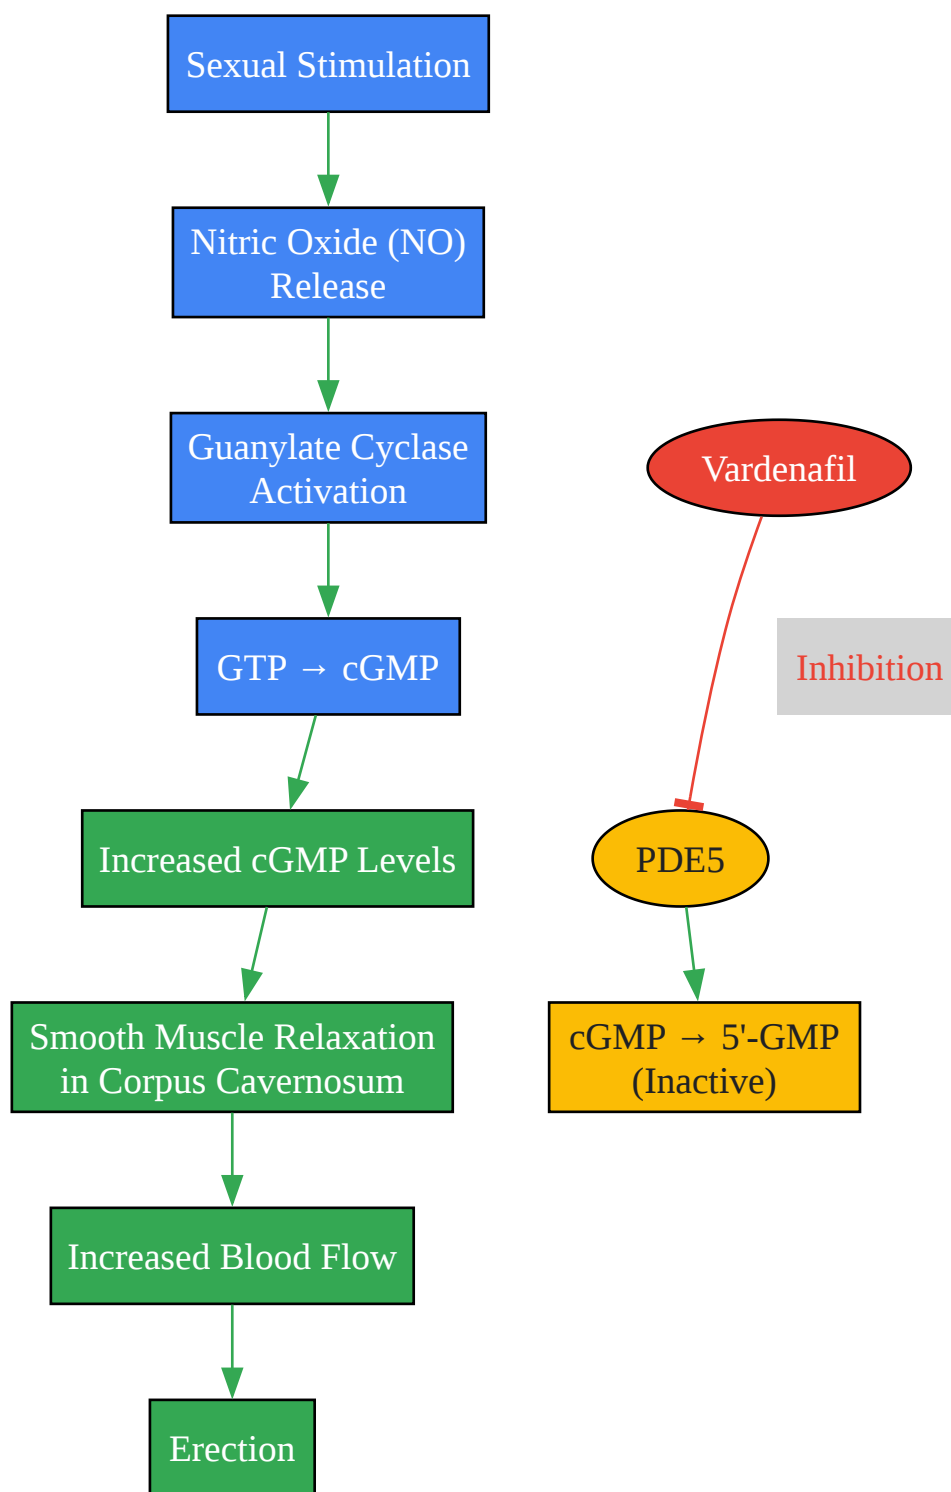 Sexual Stimulation
Nitric Oxide (NO)
Release
Guanylate Cyclase
Activation
Vardenafil
GTP → cGMP
Inhibition
Increased cGMP Levels
PDE5
Smooth Muscle Relaxation
in Corpus Cavernosum
cGMP → 5'-GMP
(Inactive)
Increased Blood Flow
Erection